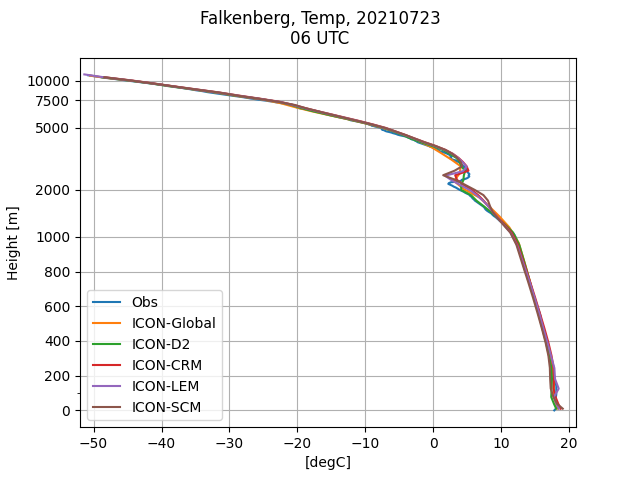 Falkenberg, Temp, 20210723
06 UTC
10000
7500
5000
2000
1000
800
600
400
200
0
Height [m]
Obs
ICON-Global
ICON-D2
ICON-CRM
ICON-LEM
ICON-SCM
−50 −40 −30 −20 −10 0 10 20
[degC]